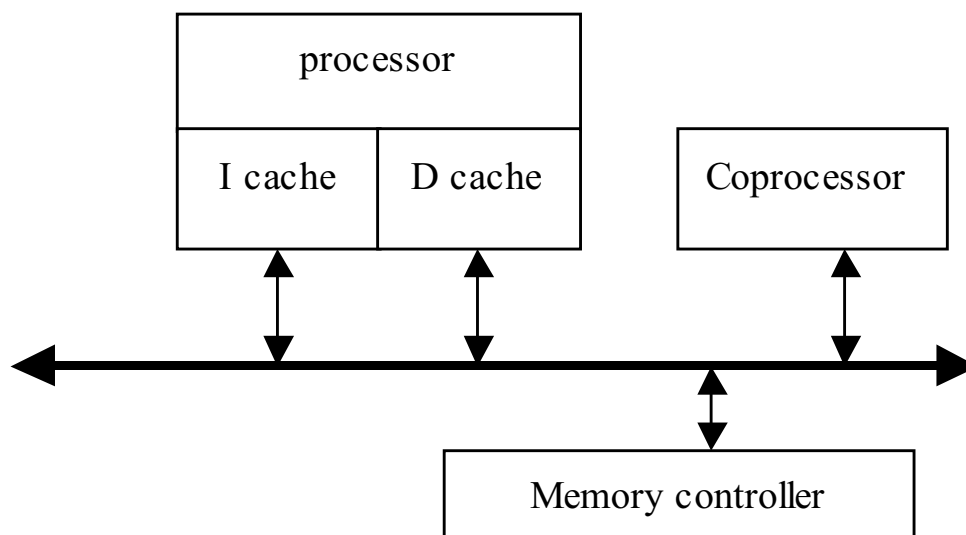 processor
I cache
D cache
Coprocessor
Memory controller